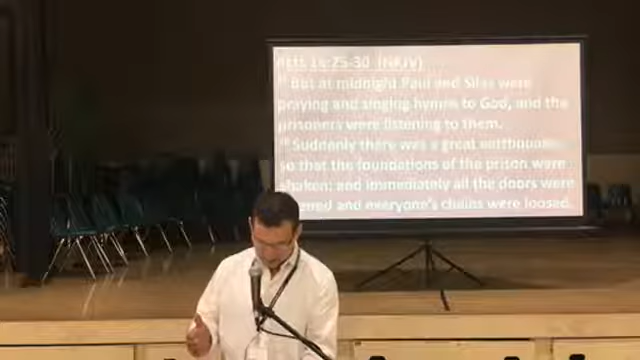 Acts 16:25-30 (NKJV)
But at midnight Paul and Silas were
praying and singing hymns to God, and the
prisoners were listening to them.
Suddenly there was a great earthquake,
so that the foundations of the prison were
shaken; and immediately all the doors were
opened and everyone's chains were loosed.